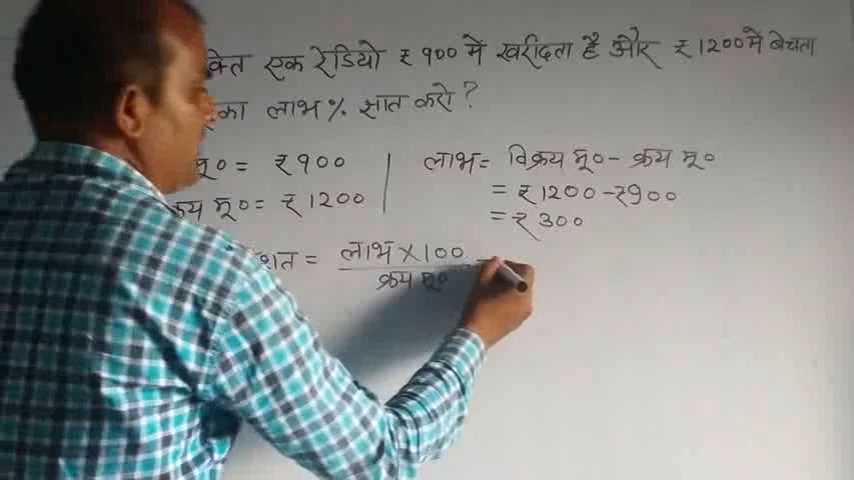 एक रेडियो ₹ 900 में खरीदता है और ₹ 1200 में बेचता
लाभ % ज्ञात करो?
मू० = ₹ 900
मू० = ₹ 1200
लाभ = विक्रय मू० - क्रय मू०
= ₹ 1200 - ₹ 900
= ₹ 300
= लाभ × 100
क्रय मू० =